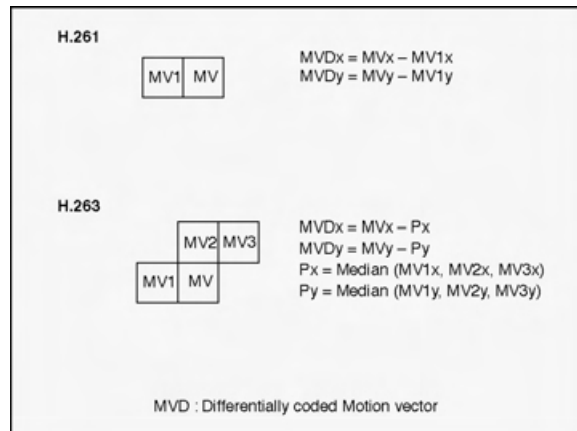 H.261
MV1 MV
MVDx = MVx – MV1x
MVDy = MVy – MV1y
H.263
MV2 MV3
MV1 MV
MVDx = MVx – Px
MVDy = MVy – Py
Px = Median (MV1x, MV2x, MV3x)
Py = Median (MV1y, MV2y, MV3y)
MVD : Differentially coded Motion vector